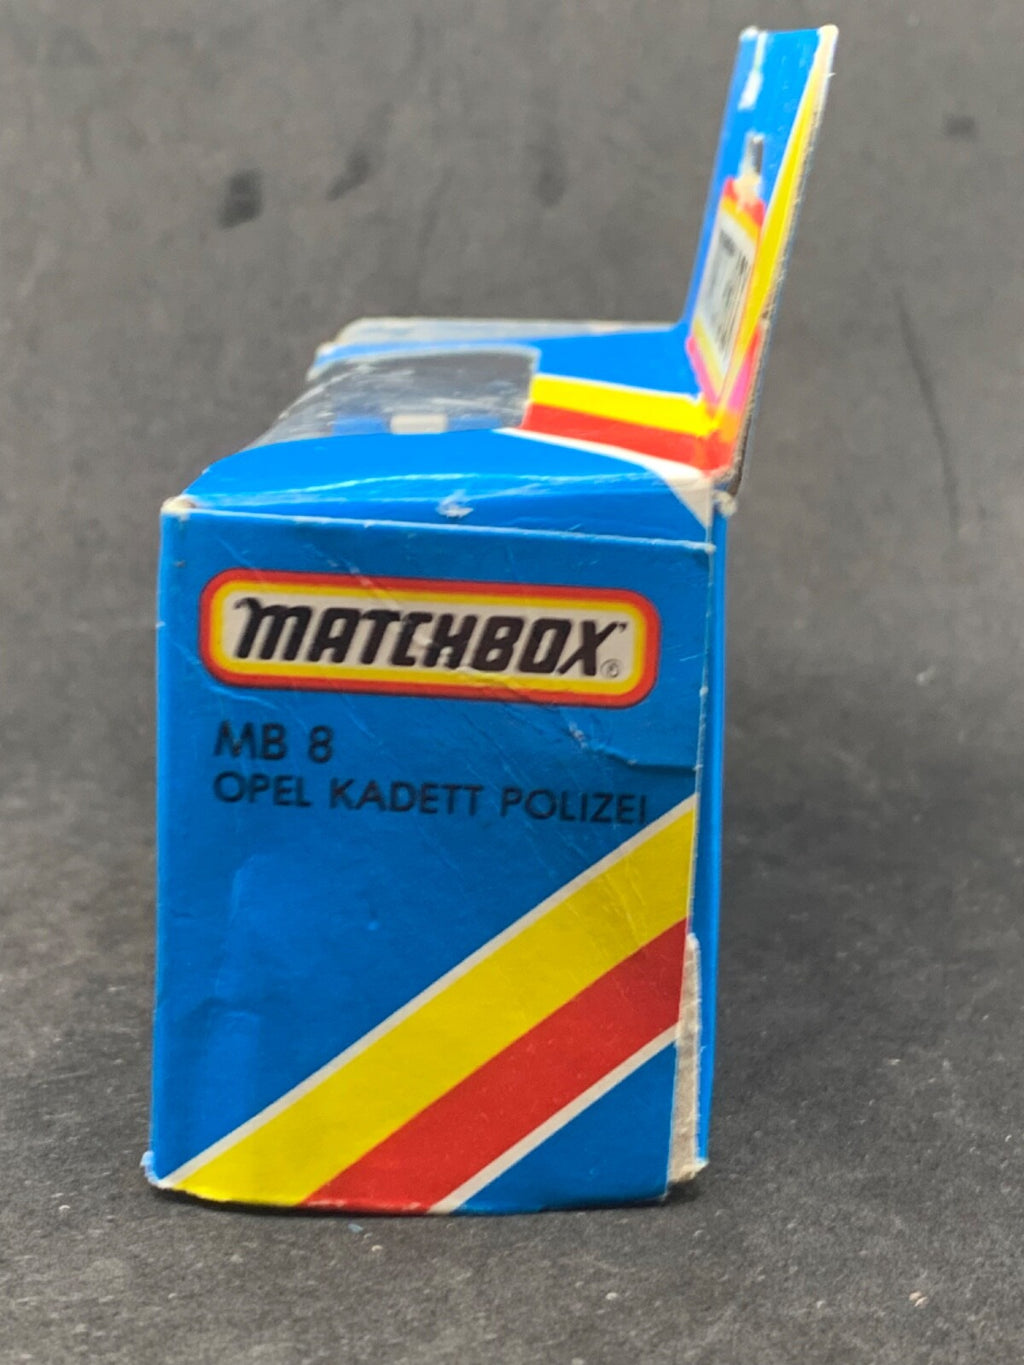 MATCHBOX®
MB 8
OPEL KADETT POLIZEI